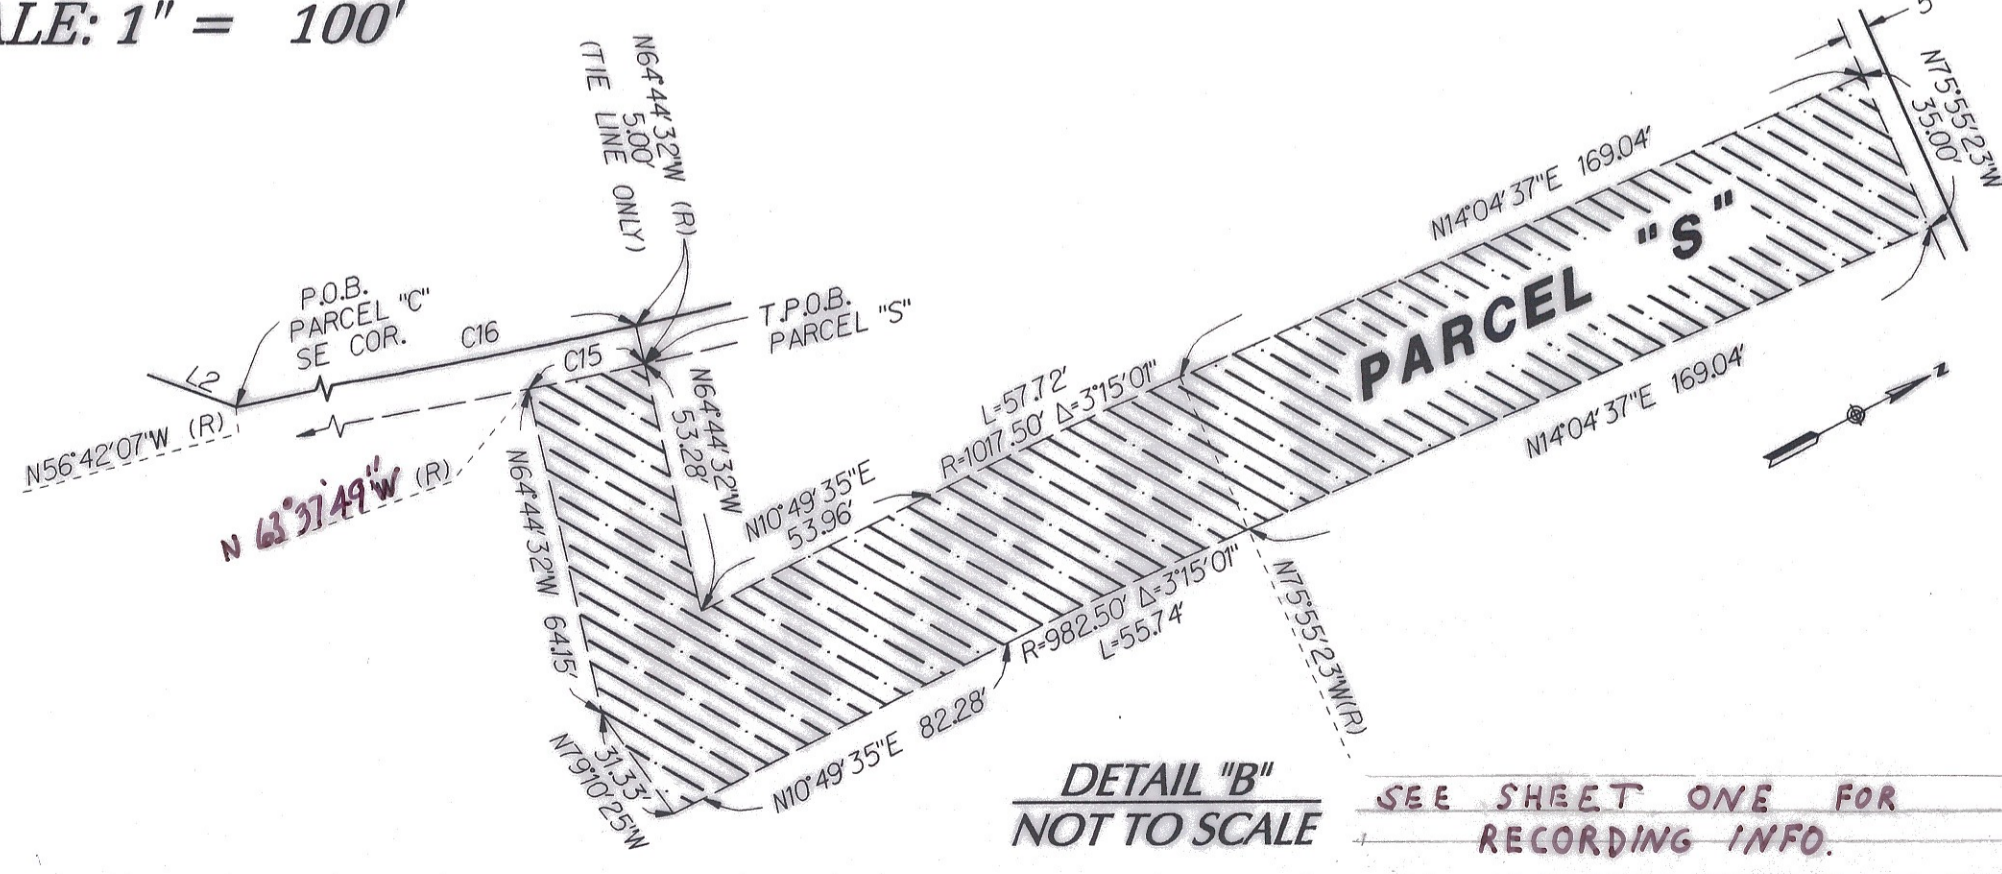 ALE: 1" = 100'
N64°44'32"W (R)
5.00'
(TIE LINE ONLY)
5
N75°55'23"W
35.00'
N14°04'37"E 169.04'
PARCEL "S"
N14°04'37"E 169.04'
P.O.B.
PARCEL "C"
SE COR.
C16
C15
T.P.O.B.
PARCEL "S"
L2
N56°42'07"W (R)
N 63°37'49"W (R)
N64°44'32"W
53.28'
L=57.72'
R=1017.50' Δ=3°15'01"
N10°49'35"E
53.96'
N64°44'32"W 64.15'
R=982.50' Δ=3°15'01"
L=55.74'
N75°55'23"W(R)
31.33'
N79°10'25"W
N10°49'35"E 82.28'
DETAIL "B"
NOT TO SCALE
SEE SHEET ONE FOR
RECORDING INFO.